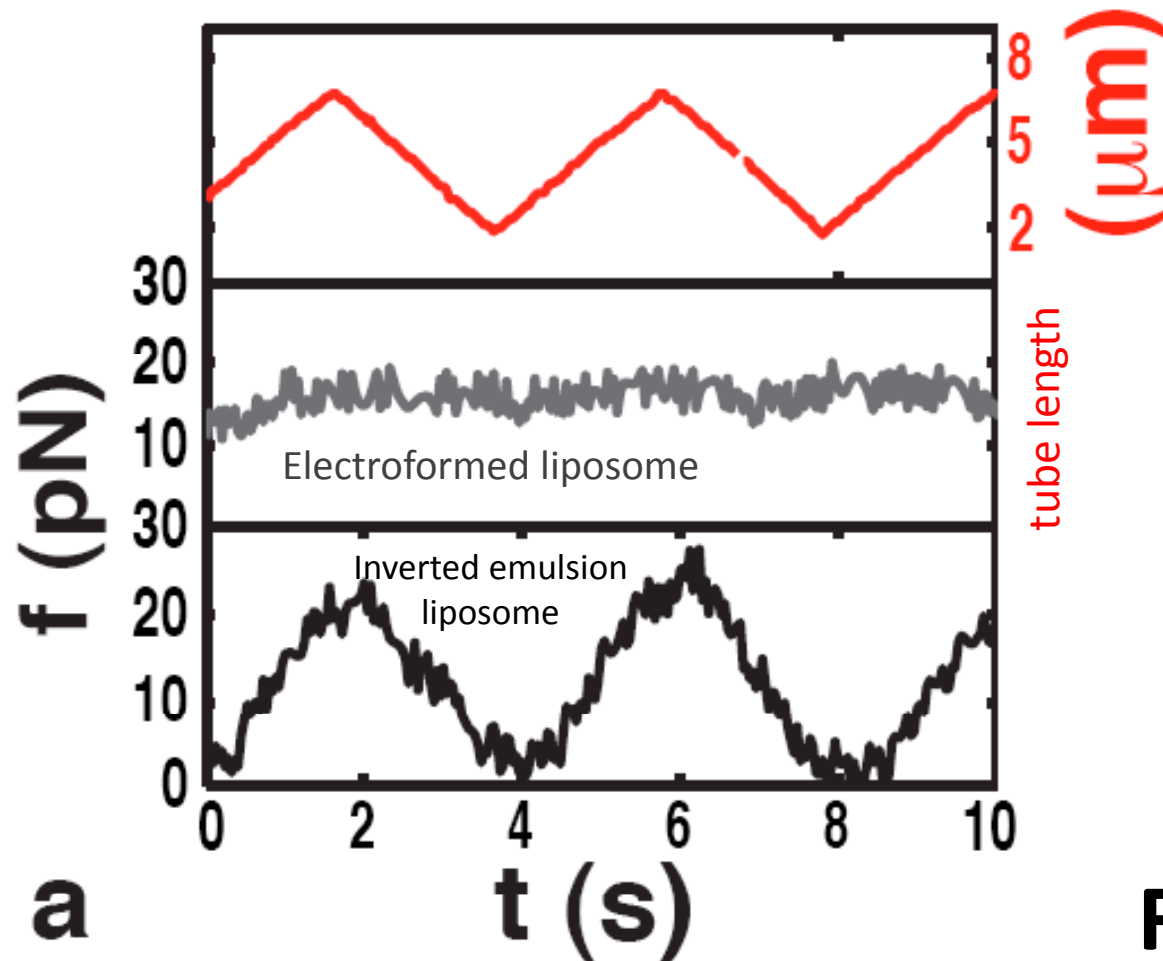 8
5
2
(μm)
tube length
30
20
10
30
20
10
0
f (pN)
Electroformed liposome
Inverted emulsion
liposome
0 2 4 6 8 10
t (s)
a